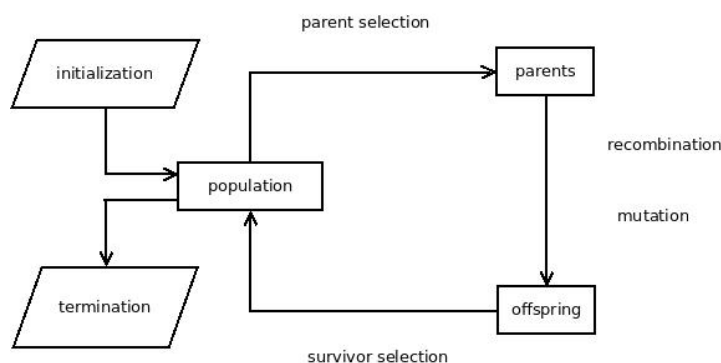 parent selection
initialization
parents
recombination
population
mutation
termination
offspring
survivor selection